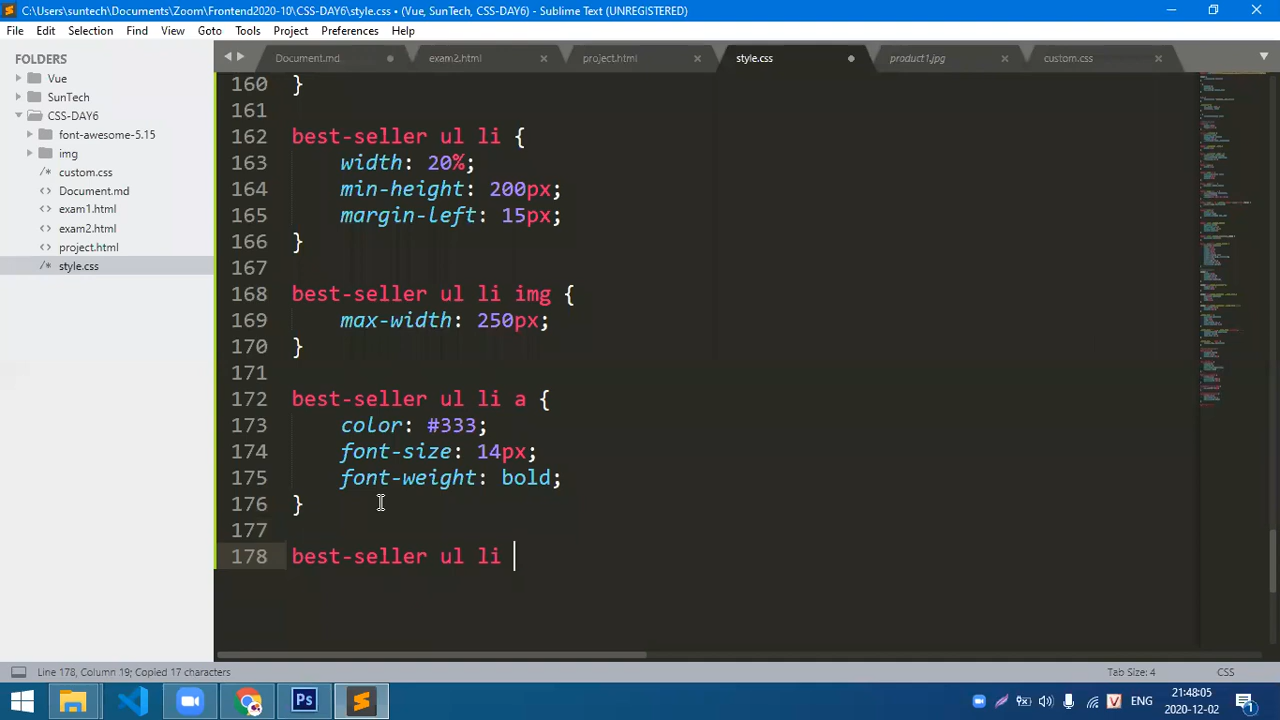 C:\Users\suntech\Documents\Zoom\Frontend2020-10\CSS-DAY6\style.css • (Vue, SunTech, CSS-DAY6) - Sublime Text (UNREGISTERED)
File Edit Selection Find View Goto Tools Project Preferences Help
FOLDERS
Vue
SunTech
CSS-DAY6
font-awesome-5.15
img
/* custom.css
<> Document.md
<> exam1.html
<> exam2.html
<> project.html
/* style.css
Document.md exam2.html project.html style.css product1.jpg custom.css
160 }
161
162 best-seller ul li {
163 width: 20%;
164 min-height: 200px;
165 margin-left: 15px;
166 }
167
168 best-seller ul li img {
169 max-width: 250px;
170 }
171
172 best-seller ul li a {
173 color: #333;
174 font-size: 14px;
175 font-weight: bold;
176 }
177
178 best-seller ul li
Line 178, Column 19; Copied 17 characters Tab Size: 4 CSS
Ps V ENG 21:48:05
2020-12-02 1